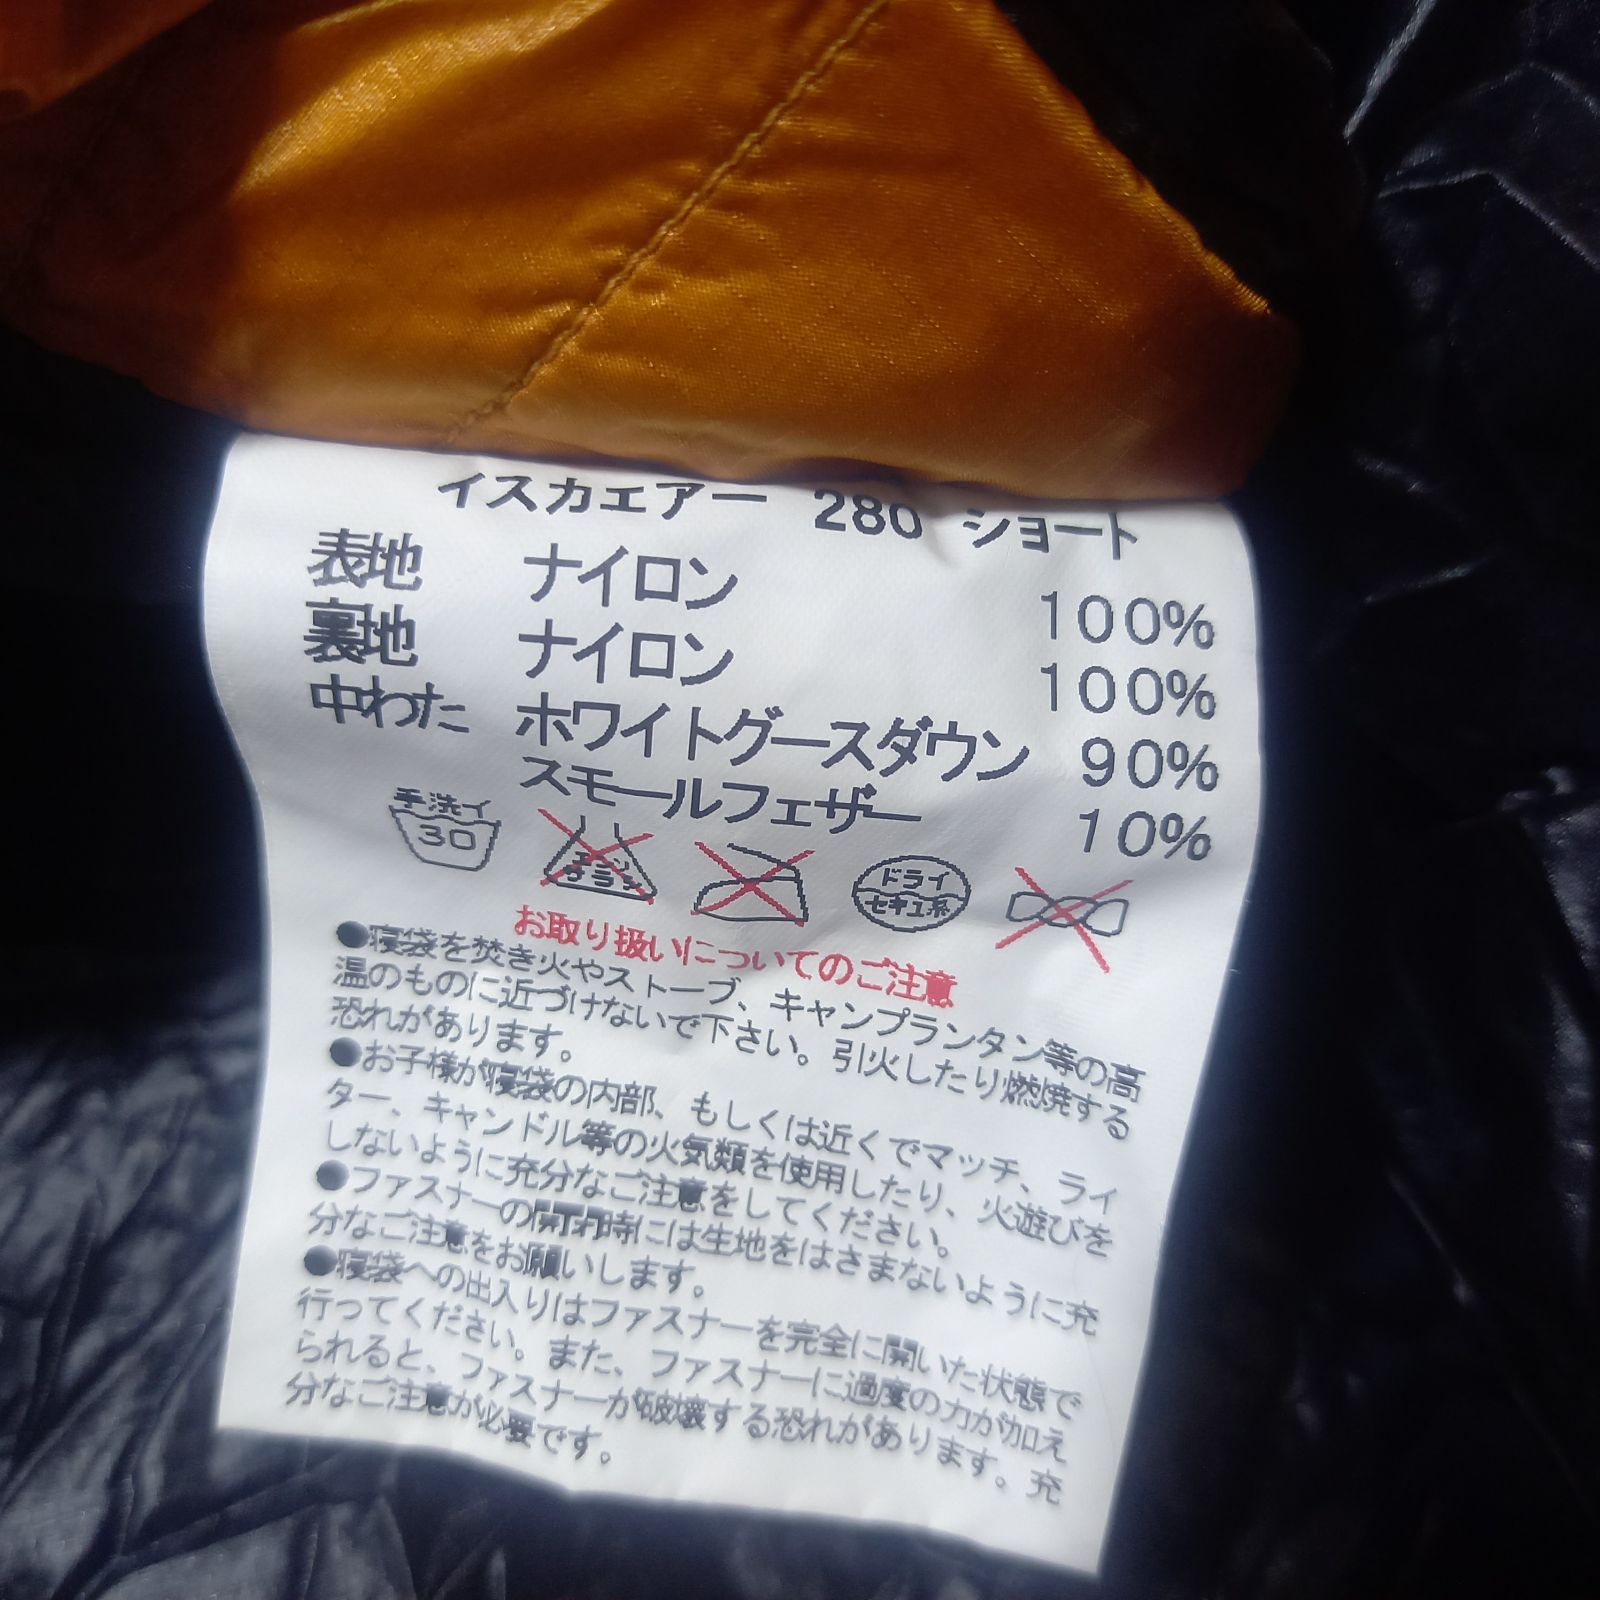 イスカエアー 280 ショート
表地 ナイロン 100%
裏地 ナイロン 100%
中わた ホワイトグースダウン 90%
スモールフェザー 10%
手洗イ 30 エンソ サラシ ドライ セキユ系
お取り扱いについてのご注意
●寝袋を焚き火やストーブ、キャンプランタン等の高
温のものに近づけないで下さい。引火したり燃焼する
恐れがあります。
●お子様が寝袋の内部、もしくは近くでマッチ、ライ
ター、キャンドル等の火気類を使用したり、火遊びを
しないように充分なご注意をしてください。
●ファスナーの開閉時には生地をはさまないように充
分なご注意をお願いします。
●寝袋への出入りはファスナーを完全に開いた状態で
行ってください。また、ファスナーに過度の力が加え
られると、ファスナーが破壊する恐れがあります。充
分なご注意が必要です。